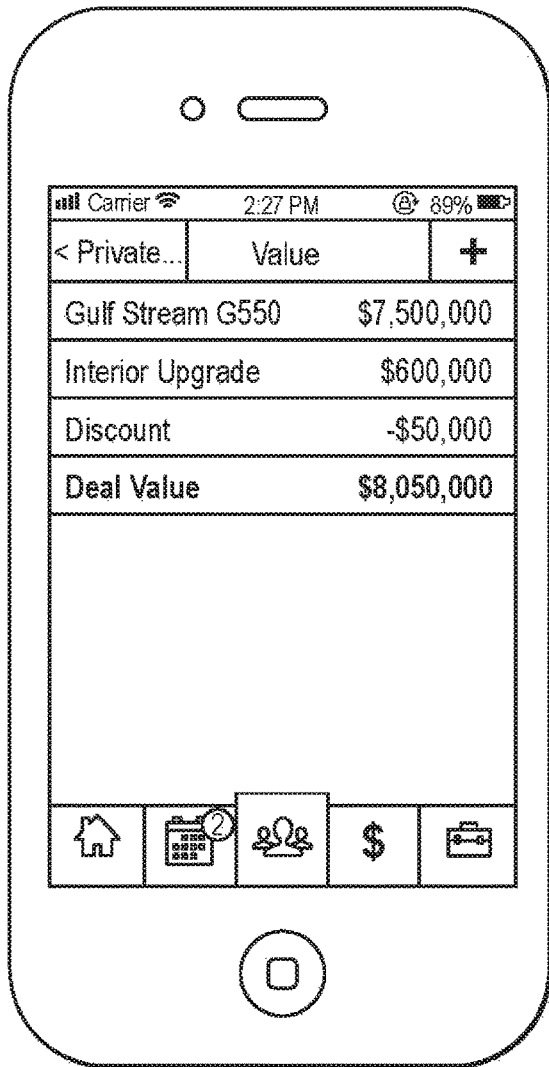 Carrier 2:27 PM 89%
< Private... Value +
Gulf Stream G550 $7,500,000
Interior Upgrade $600,000
Discount -$50,000
Deal Value $8,050,000
2
$